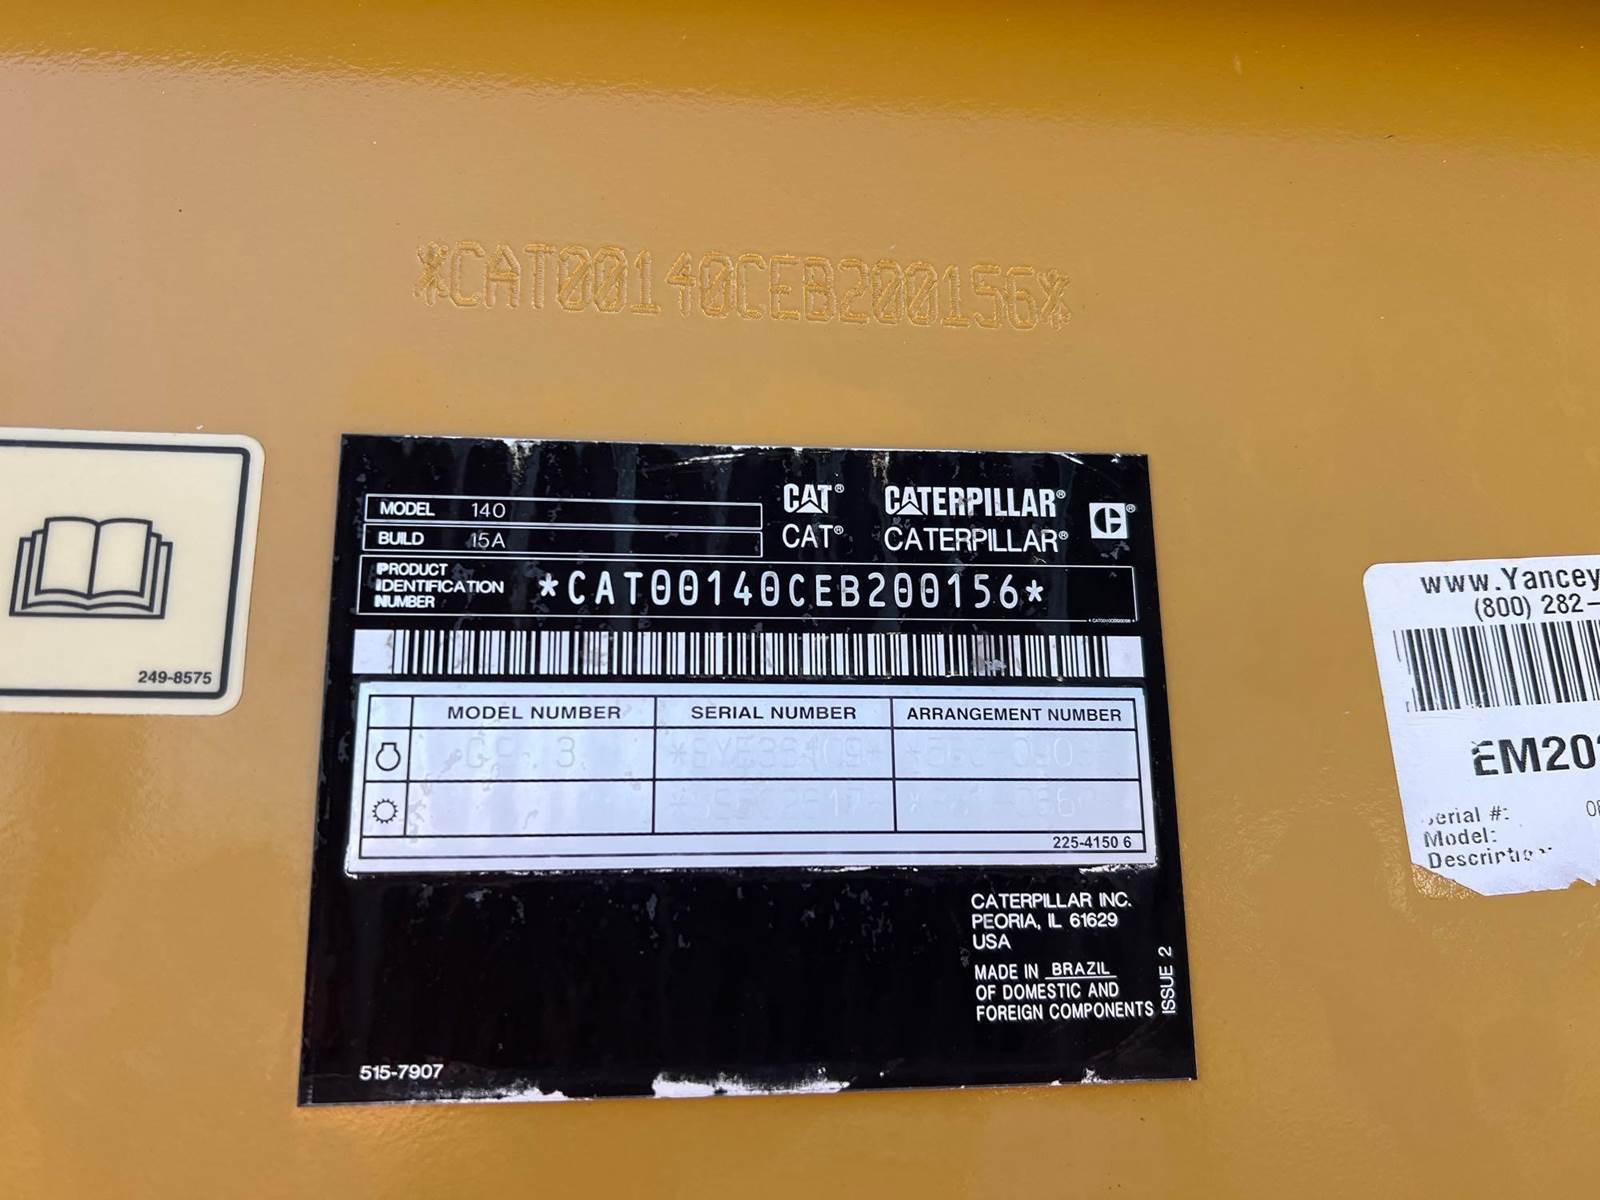 *CAT00140CEB200156*
249-8575
MODEL 140
BUILD 15A
CAT® CATERPILLAR®
CAT® CATERPILLAR®
PRODUCT
IDENTIFICATION
NUMBER
*CAT00140CEB200156*
MODEL NUMBER SERIAL NUMBER ARRANGEMENT NUMBER
225-4150 6
CATERPILLAR INC.
PEORIA, IL 61629
USA
MADE IN BRAZIL
OF DOMESTIC AND
FOREIGN COMPONENTS
ISSUE 2
515-7907
www.Yancey
(800) 282-
EM20
Serial #:
Model: